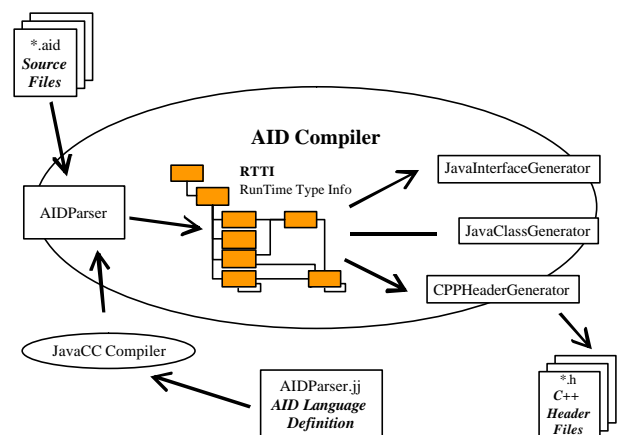 *.aid
Source
Files
AID Compiler
RTTI
RunTime Type Info
JavaInterfaceGenerator
AIDParser
JavaClassGenerator
CPPHeaderGenerator
JavaCC Compiler
AIDParser.jj
AID Language
Definition
*.h
C++
Header
Files